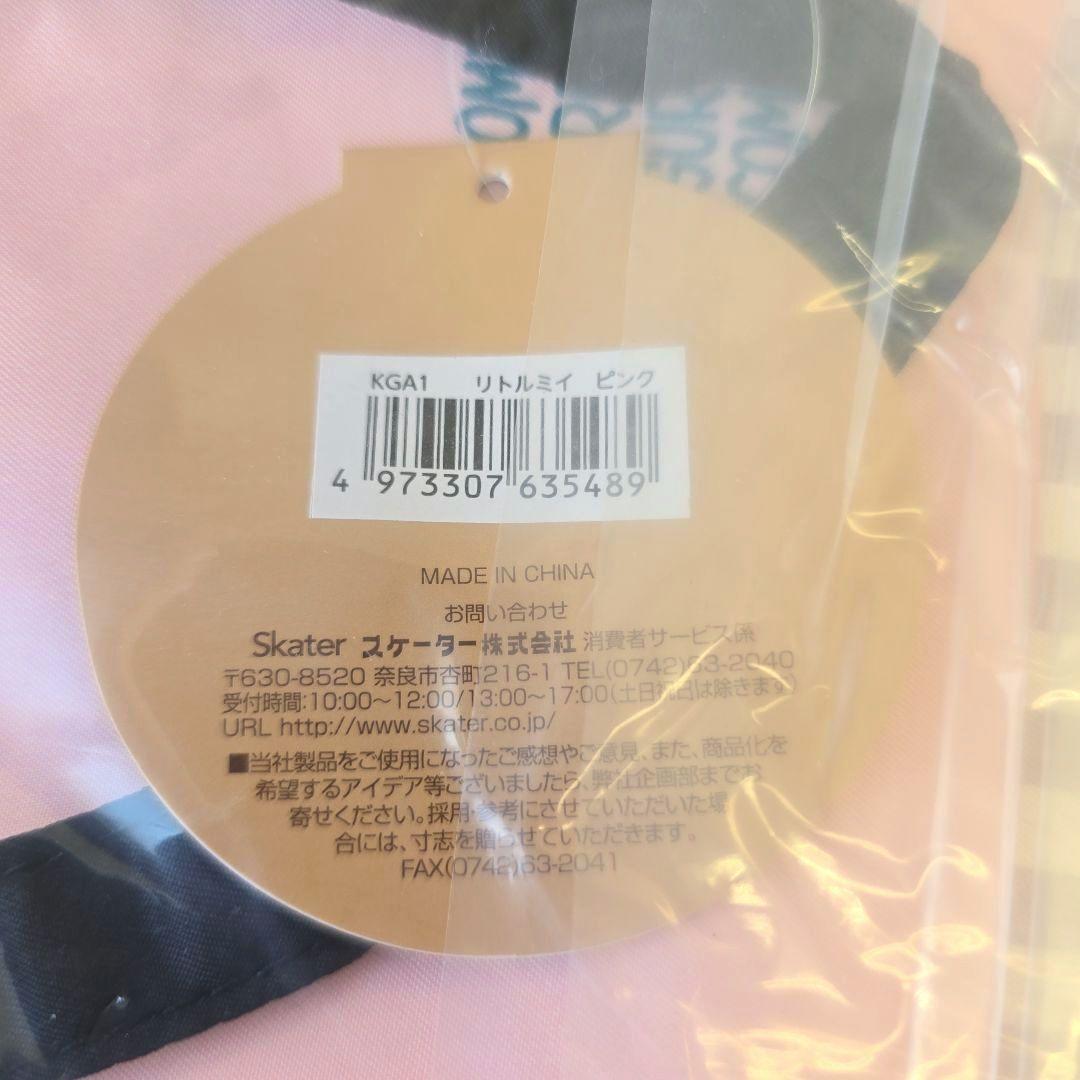 KGA1 リトルミイ ピンク
4 973307 635489
MADE IN CHINA
お問い合わせ
Skater スケーター株式会社 消費者サービス係
〒630-8520 奈良市杏町216-1 TEL(0742)63-2040
受付時間:10:00〜12:00/13:00〜17:00(土日祝日は除きます)
URL http://www.skater.co.jp/
■当社製品をご使用になったご感想やご意見、また、商品化を
希望するアイデア等ございましたら、弊社企画部までお
寄せください。採用・参考にさせていただいた場
合には、寸志を贈らせていただきます。
FAX(0742)63-2041